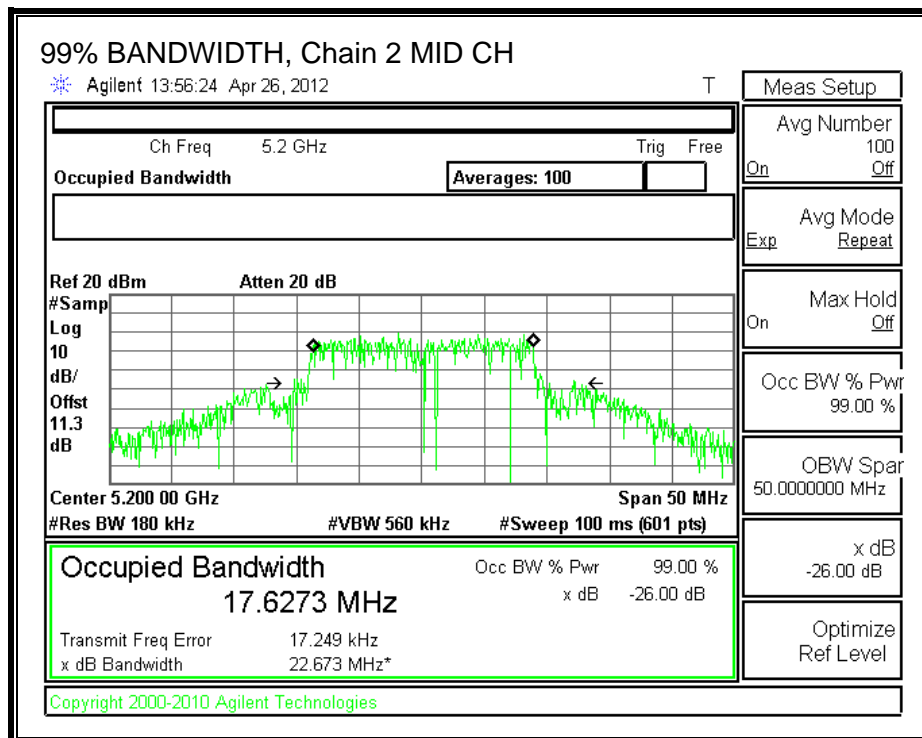 99% BANDWIDTH, Chain 2 MID CH
Agilent 13:56:24 Apr 26, 2012 T
Ch Freq 5.2 GHz Trig Free
Occupied Bandwidth Averages: 100
Ref 20 dBm Atten 20 dB
#Samp
Log
10
dB/
Offst
11.3
dB
Center 5.200 00 GHz Span 50 MHz
#Res BW 180 kHz #VBW 560 kHz #Sweep 100 ms (601 pts)
Occupied Bandwidth
17.6273 MHz
Occ BW % Pwr 99.00 %
x dB -26.00 dB
Transmit Freq Error 17.249 kHz
x dB Bandwidth 22.673 MHz*
Copyright 2000-2010 Agilent Technologies
Meas Setup
Avg Number
100
On Off
Avg Mode
Exp Repeat
Max Hold
On Off
Occ BW % Pwr
99.00 %
OBW Span
50.0000000 MHz
x dB
-26.00 dB
Optimize
Ref Level